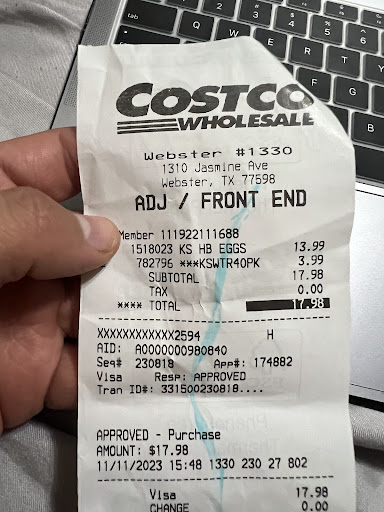 COSTCO
WHOLESALE
Webster #1330
1310 Jasmine Ave
Webster, TX 77598
ADJ / FRONT END
Member 111922111688
1518023 KS HB EGGS 13.99
782796 ***KSWTR40PK 3.99
SUBTOTAL 17.98
TAX 0.00
**** TOTAL 17.98
XXXXXXXXXXXX2594 H
AID: A0000000980840
Seq# 230818 App#: 174882
Visa Resp: APPROVED
Tran ID#: 331500230818....
APPROVED - Purchase
AMOUNT: $17.98
11/11/2023 15:48 1330 230 27 802
Visa 17.98
CHANGE 0.00